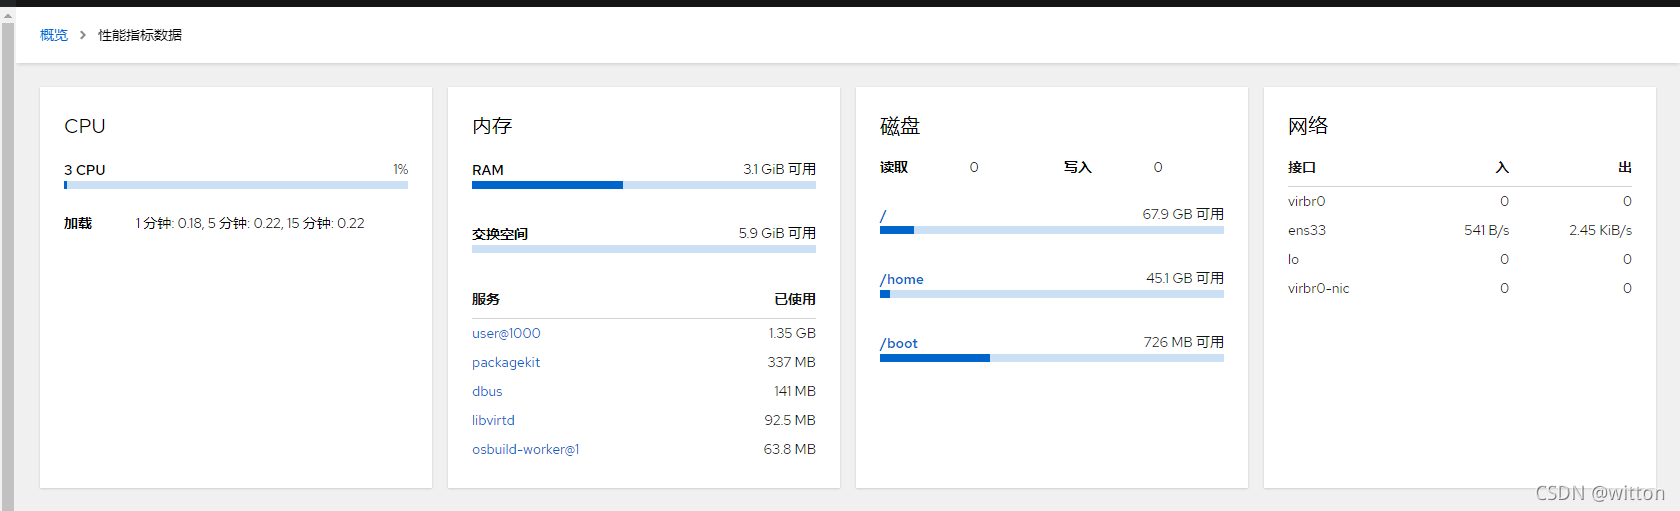 概览 > 性能指标数据
CPU
3 CPU 1%
加载 1 分钟: 0.18, 5 分钟: 0.22, 15 分钟: 0.22
内存
RAM 3.1 GiB 可用
交换空间 5.9 GiB 可用
服务 已使用
user@1000 1.35 GB
packagekit 337 MB
dbus 141 MB
libvirtd 92.5 MB
osbuild-worker@1 63.8 MB
磁盘
读取 0 写入 0
/ 67.9 GB 可用
/home 45.1 GB 可用
/boot 726 MB 可用
网络
接口 入 出
virbr0 0 0
ens33 541 B/s 2.45 KiB/s
lo 0 0
virbr0-nic 0 0
CSDN @witton